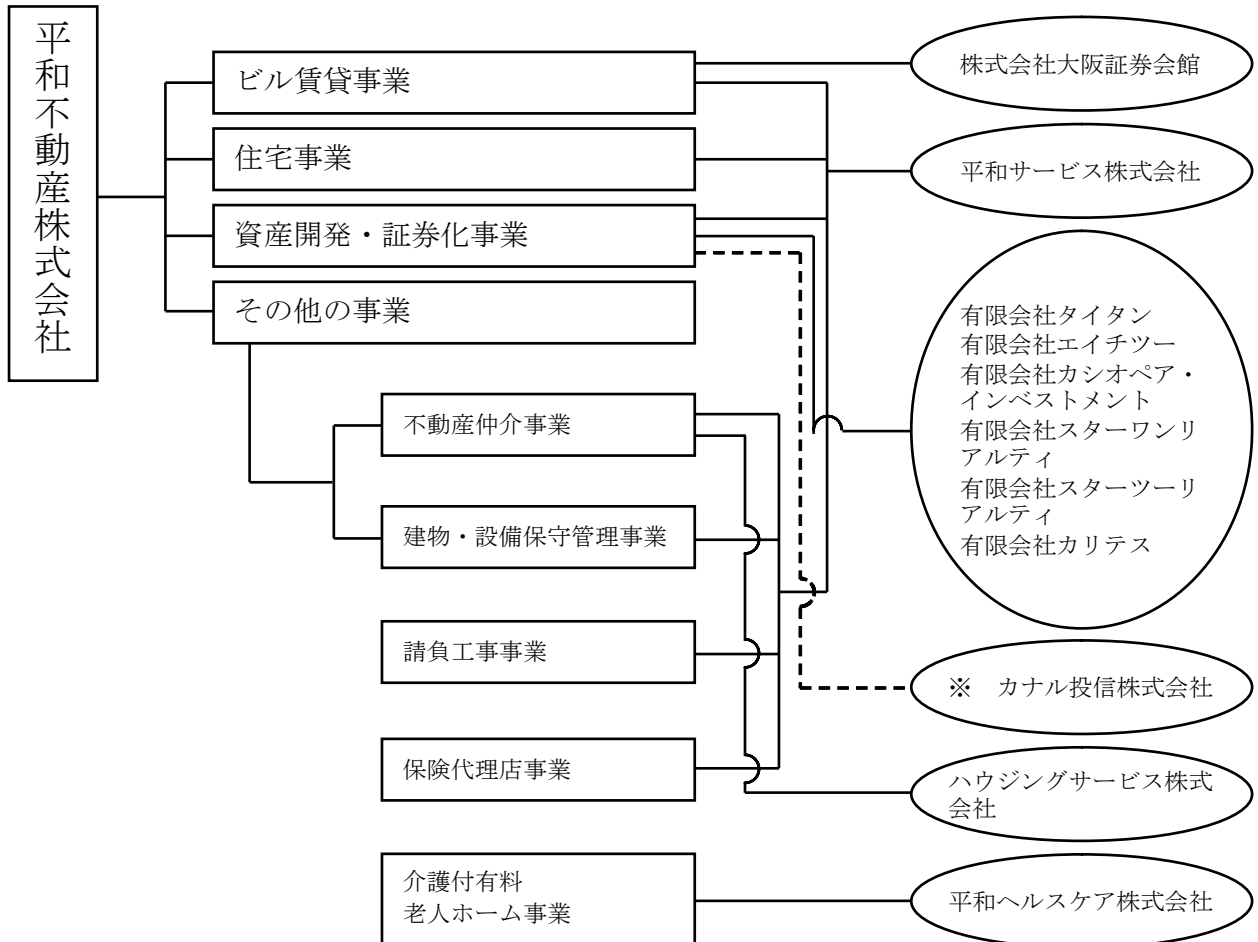 平和不動産株式会社
ビル賃貸事業
住宅事業
資産開発・証券化事業
その他の事業
不動産仲介事業
建物・設備保守管理事業
請負工事事業
保険代理店事業
介護付有料
老人ホーム事業
株式会社大阪証券会館
平和サービス株式会社
有限会社タイタン
有限会社エイチツー
有限会社カシオペア・
インベストメント
有限会社スターワンリ
アルティ
有限会社スターツーリ
アルティ
有限会社カリテス
※　カナル投信株式会社
ハウジングサービス株式
会社
平和ヘルスケア株式会社